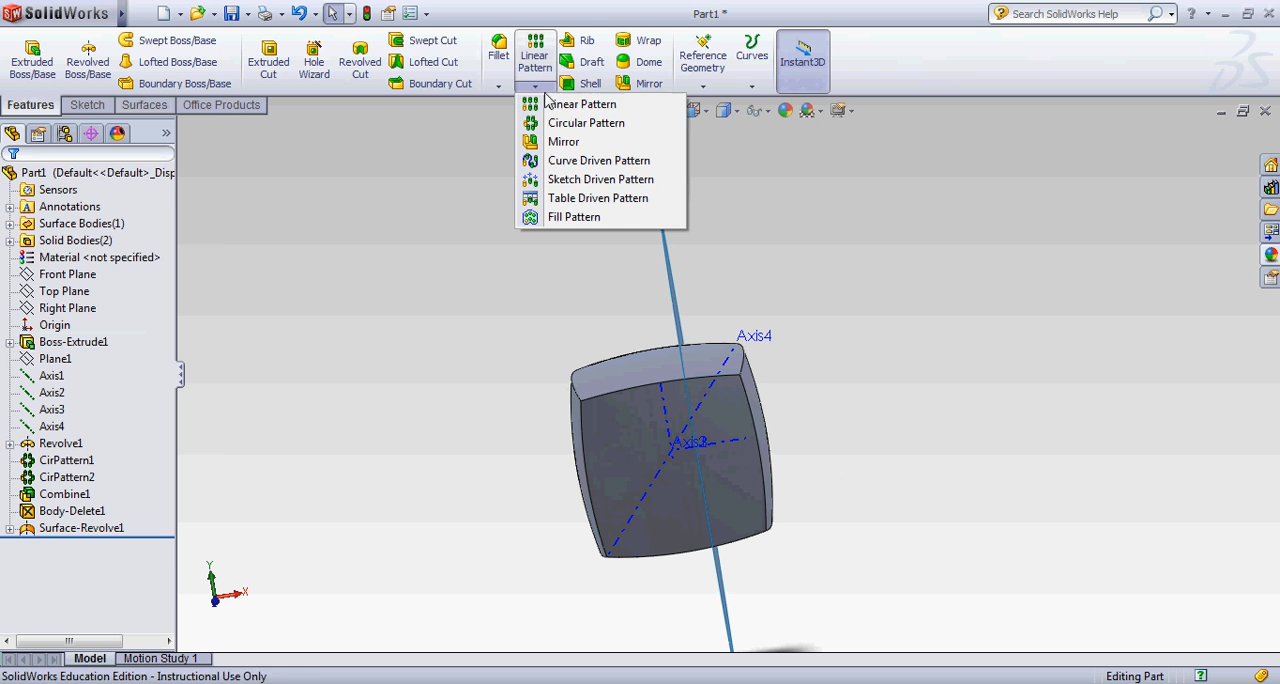 SolidWorks
Part1 *
Search SolidWorks Help
Extruded Boss/Base
Revolved Boss/Base
Swept Boss/Base
Lofted Boss/Base
Boundary Boss/Base
Extruded Cut
Hole Wizard
Revolved Cut
Swept Cut
Lofted Cut
Boundary Cut
Fillet
Linear Pattern
Rib
Draft
Shell
Wrap
Dome
Mirror
Reference Geometry
Curves
Instant3D
Features
Sketch
Surfaces
Office Products
Linear Pattern
Circular Pattern
Mirror
Curve Driven Pattern
Sketch Driven Pattern
Table Driven Pattern
Fill Pattern
Part1 (Default<<Default>_Disp
Sensors
Annotations
Surface Bodies(1)
Solid Bodies(2)
Material <not specified>
Front Plane
Top Plane
Right Plane
Origin
Boss-Extrude1
Plane1
Axis1
Axis2
Axis3
Axis4
Revolve1
CirPattern1
CirPattern2
Combine1
Body-Delete1
Surface-Revolve1
Axis4
Y
X
Model
Motion Study 1
SolidWorks Education Edition - Instructional Use Only
Editing Part